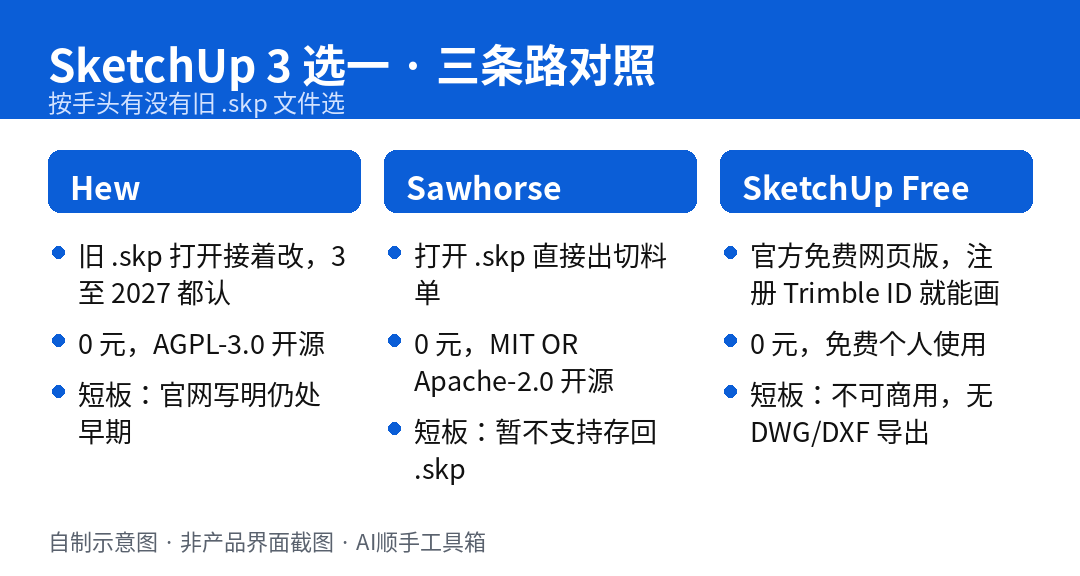 SketchUp 3 选一 · 三条路对照
按手头有没有旧 .skp 文件选
Hew
旧 .skp 打开接着改，3
至 2027 都认
0 元，AGPL-3.0 开源
短板：官网写明仍处
早期
Sawhorse
打开 .skp 直接出切料
单
0 元，MIT OR
Apache-2.0 开源
短板：暂不支持存回
.skp
SketchUp Free
官方免费网页版，注
册 Trimble ID 就能画
0 元，免费个人使用
短板：不可商用，无
DWG/DXF 导出
自制示意图 · 非产品界面截图 · AI顺手工具箱